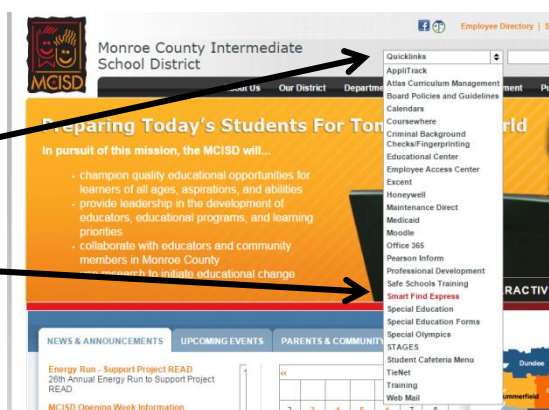 Employee Directory |
MCISD
Monroe County Intermediate
School District
Quicklinks
About Us Our District
AppliTrack
Atlas Curriculum Management
Board Policies and Guidelines
Calendars
Coursewhere
Criminal Background
Checks/Fingerprinting
Educational Center
Employee Access Center
Excent
Honeywell
Maintenance Direct
Medicaid
Moodle
Office 365
Pearson Inform
Professional Development
Safe Schools Training
Smart Find Express
Special Education
Special Education Forms
Special Olympics
STAGES
Student Cafeteria Menu
TieNet
Training
Web Mail
Preparing Today's Students For
In pursuit of this mission, the MCISD will...
• champion quality educational opportunities for
learners of all ages, aspirations, and abilities
• provide leadership in the development of
educators, educational programs, and learning
priorities
• collaborate with educators and community
members in Monroe County
• use research to initiate educational change
NEWS & ANNOUNCEMENTS UPCOMING EVENTS PARENTS & COMMUNITY
Energy Run - Support Project READ
26th Annual Energy Run to Support Project
READ
MCISD Opening Week Information
«
2 3 4 5 6 7 8
Dundee